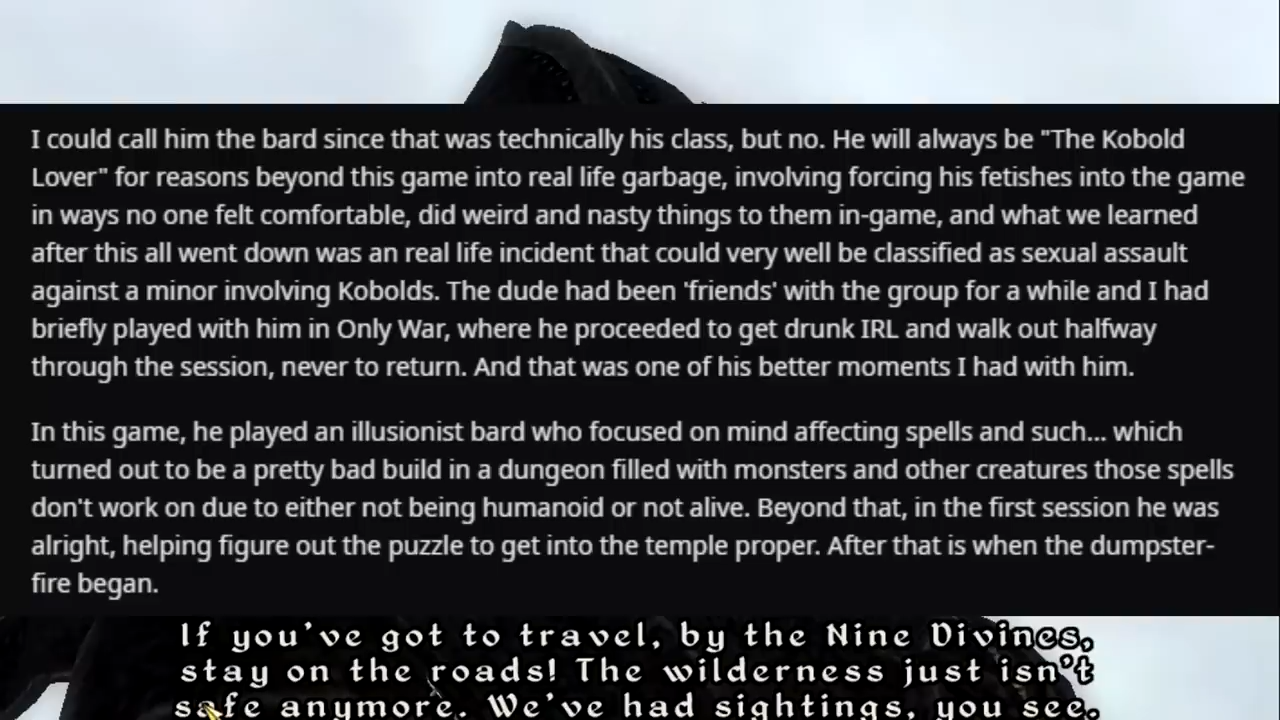 I could call him the bard since that was technically his class, but no. He will always be "The Kobold
Lover" for reasons beyond this game into real life garbage, involving forcing his fetishes into the game
in ways no one felt comfortable, did weird and nasty things to them in-game, and what we learned
after this all went down was an real life incident that could very well be classified as sexual assault
against a minor involving Kobolds. The dude had been 'friends' with the group for a while and I had
briefly played with him in Only War, where he proceeded to get drunk IRL and walk out halfway
through the session, never to return. And that was one of his better moments I had with him.
In this game, he played an illusionist bard who focused on mind affecting spells and such... which
turned out to be a pretty bad build in a dungeon filled with monsters and other creatures those spells
don't work on due to either not being humanoid or not alive. Beyond that, in the first session he was
alright, helping figure out the puzzle to get into the temple proper. After that is when the dumpster-
fire began.
If you've got to travel, by the Nine Divines,
stay on the roads! The wilderness just isn't
safe anymore. We've had sightings, you see.